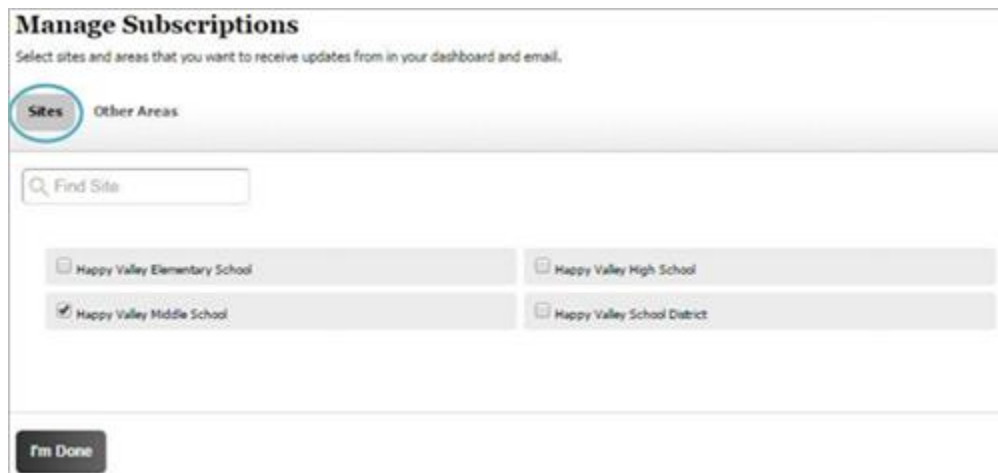 Manage Subscriptions
Select sites and areas that you want to receive updates from in your dashboard and email.
Sites Other Areas
Find Site
Happy Valley Elementary School Happy Valley High School
Happy Valley Middle School Happy Valley School District
I'm Done